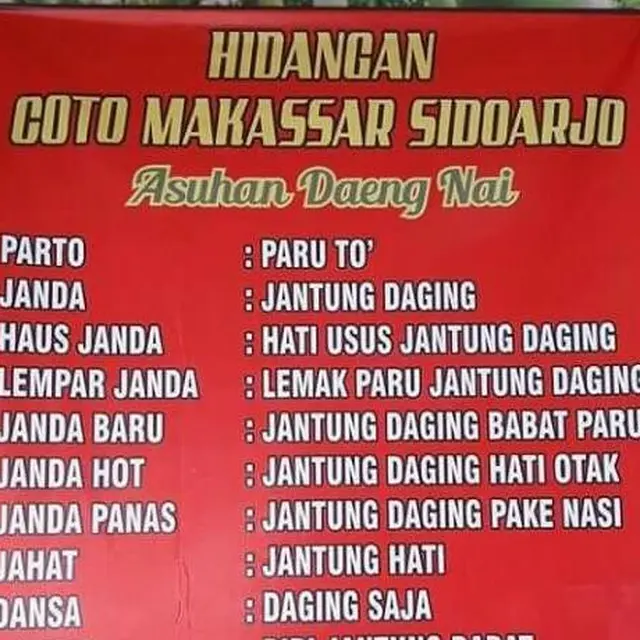 HIDANGAN
COTO MAKASSAR SIDOARJO
Asuhan Daeng Nai
PARTO : PARU TO'
JANDA : JANTUNG DAGING
HAUS JANDA : HATI USUS JANTUNG DAGING
LEMPAR JANDA : LEMAK PARU JANTUNG DAGING
JANDA BARU : JANTUNG DAGING BABAT PARU
JANDA HOT : JANTUNG DAGING HATI OTAK
JANDA PANAS : JANTUNG DAGING PAKE NASI
JAHAT : JANTUNG HATI
DANSA : DAGING SAJA